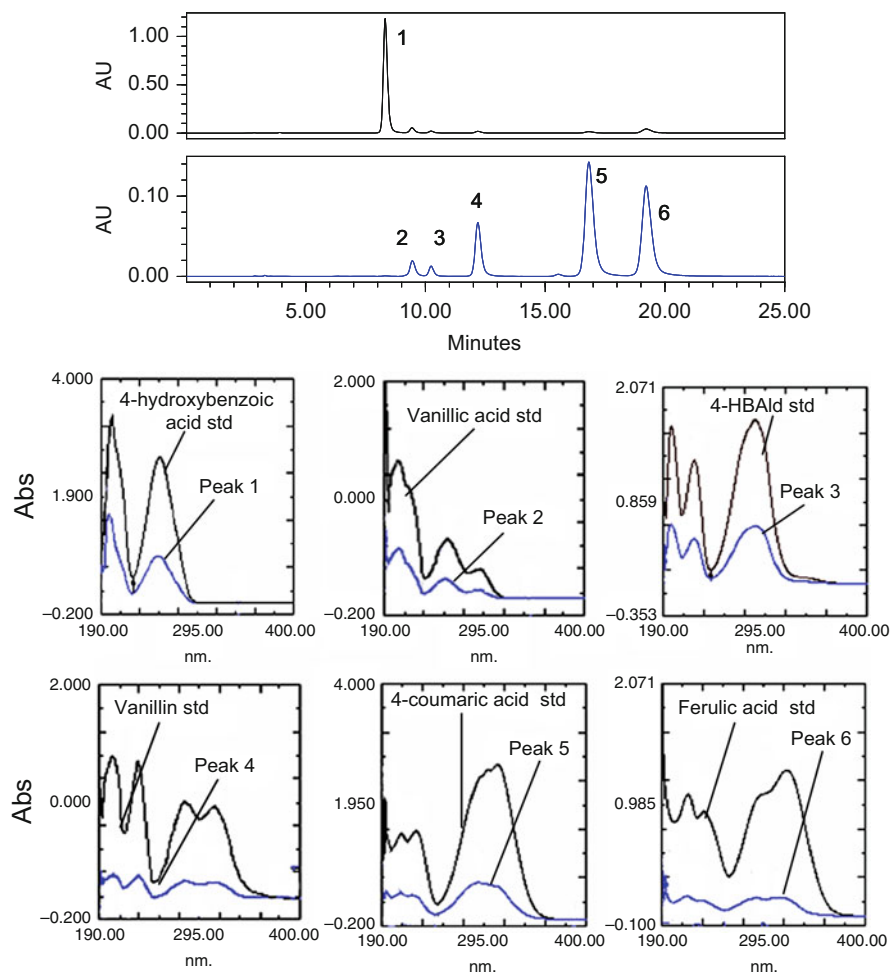 1.00
0.50
0.00
AU
1
0.10
0.00
AU
2
3
4
5
6
5.00 10.00 15.00 20.00 25.00
Minutes
4.000
1.900
–0.200
Abs
4-hydroxybenzoic
acid std
Peak 1
190.00 295.00 400.00
nm.
2.000
0.000
–0.200
Vanillic acid std
Peak 2
190.00 295.00 400.00
nm.
2.071
0.859
–0.353
4-HBAld std
Peak 3
190.00 295.00 400.00
nm.
2.000
0.000
–0.200
Abs
Vanillin std
Peak 4
190.00 295.00 400.00
nm.
4.000
1.950
–0.200
4-coumaric acid std
Peak 5
190.00 295.00 400.00
nm.
2.071
0.985
–0.100
Ferulic acid std
Peak 6
190.00 295.00 400.00
nm.